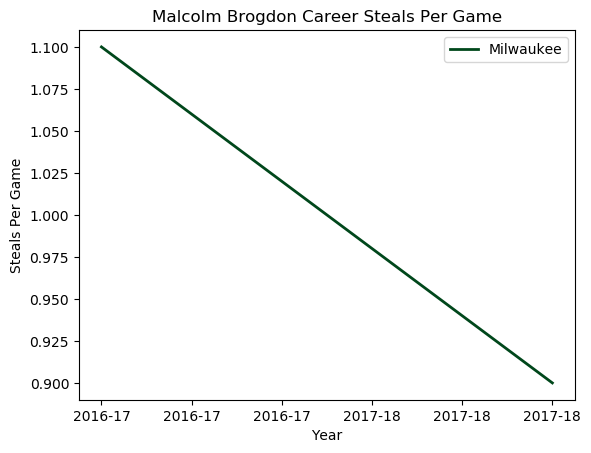 Malcolm Brogdon Career Steals Per Game
Milwaukee
1.100
1.075
1.050
1.025
1.000
0.975
0.950
0.925
0.900
Steals Per Game
2016-17 2016-17 2016-17 2017-18 2017-18 2017-18
Year